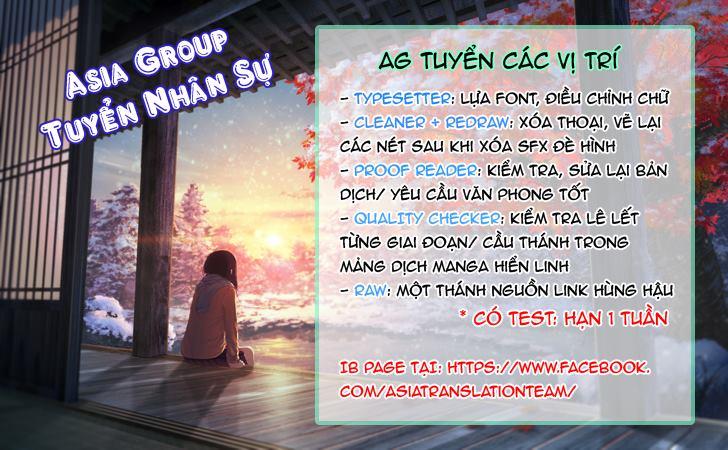 ASIA GROUP
TUYỂN NHÂN SỰ
AG TUYỂN CÁC VỊ TRÍ
- TYPESETTER: LỰA FONT, ĐIỀU CHỈNH CHỮ
- CLEANER + REDRAW: XÓA THOẠI, VẼ LẠI
CÁC NÉT SAU KHI XÓA SFX ĐÈ HÌNH
- PROOF READER: KIỂM TRA, SỬA LẠI BẢN
DỊCH/ YÊU CẦU VĂN PHONG TỐT
- QUALITY CHECKER: KIỂM TRA LÊ LẾT
TỪNG GIAI ĐOẠN/ CẦU THÁNH TRONG
MẢNG DỊCH MANGA HIỂN LINH
- RAW: MỘT THÁNH NGUỒN LINK HÙNG HẬU
* CÓ TEST: HẠN 1 TUẦN
IB PAGE TẠI: HTTPS://WWW.FACEBOOK.
COM/ASIATRANSLATIONTEAM/